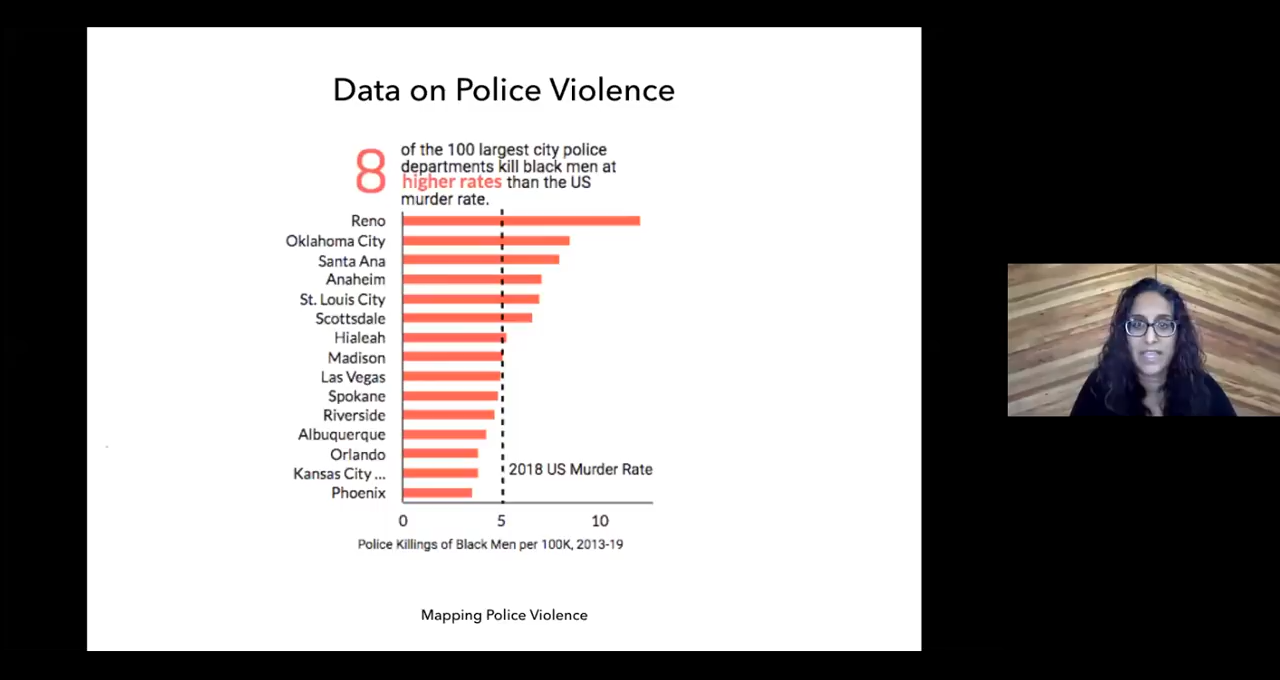 Data on Police Violence
8
of the 100 largest city police
departments kill black men at
higher rates than the US
murder rate.
Reno
Oklahoma City
Santa Ana
Anaheim
St. Louis City
Scottsdale
Hialeah
Madison
Las Vegas
Spokane
Riverside
Albuquerque
Orlando
Kansas City ...
2018 US Murder Rate
Phoenix
0 5 10
Police Killings of Black Men per 100K, 2013-19
Mapping Police Violence